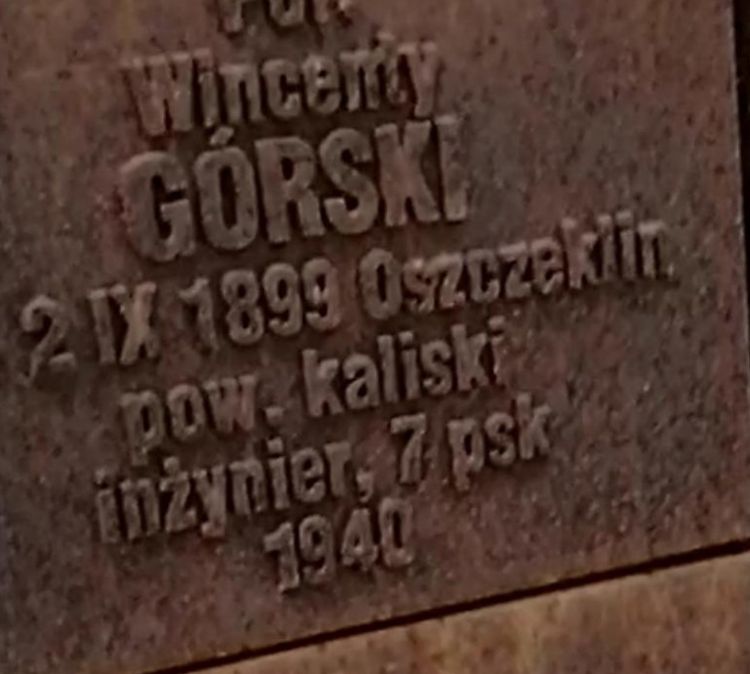 Wincenty
GÓRSKI
2 IX 1899 Oszczeklin
pow. kaliski
inżynier, 7 psk
1940